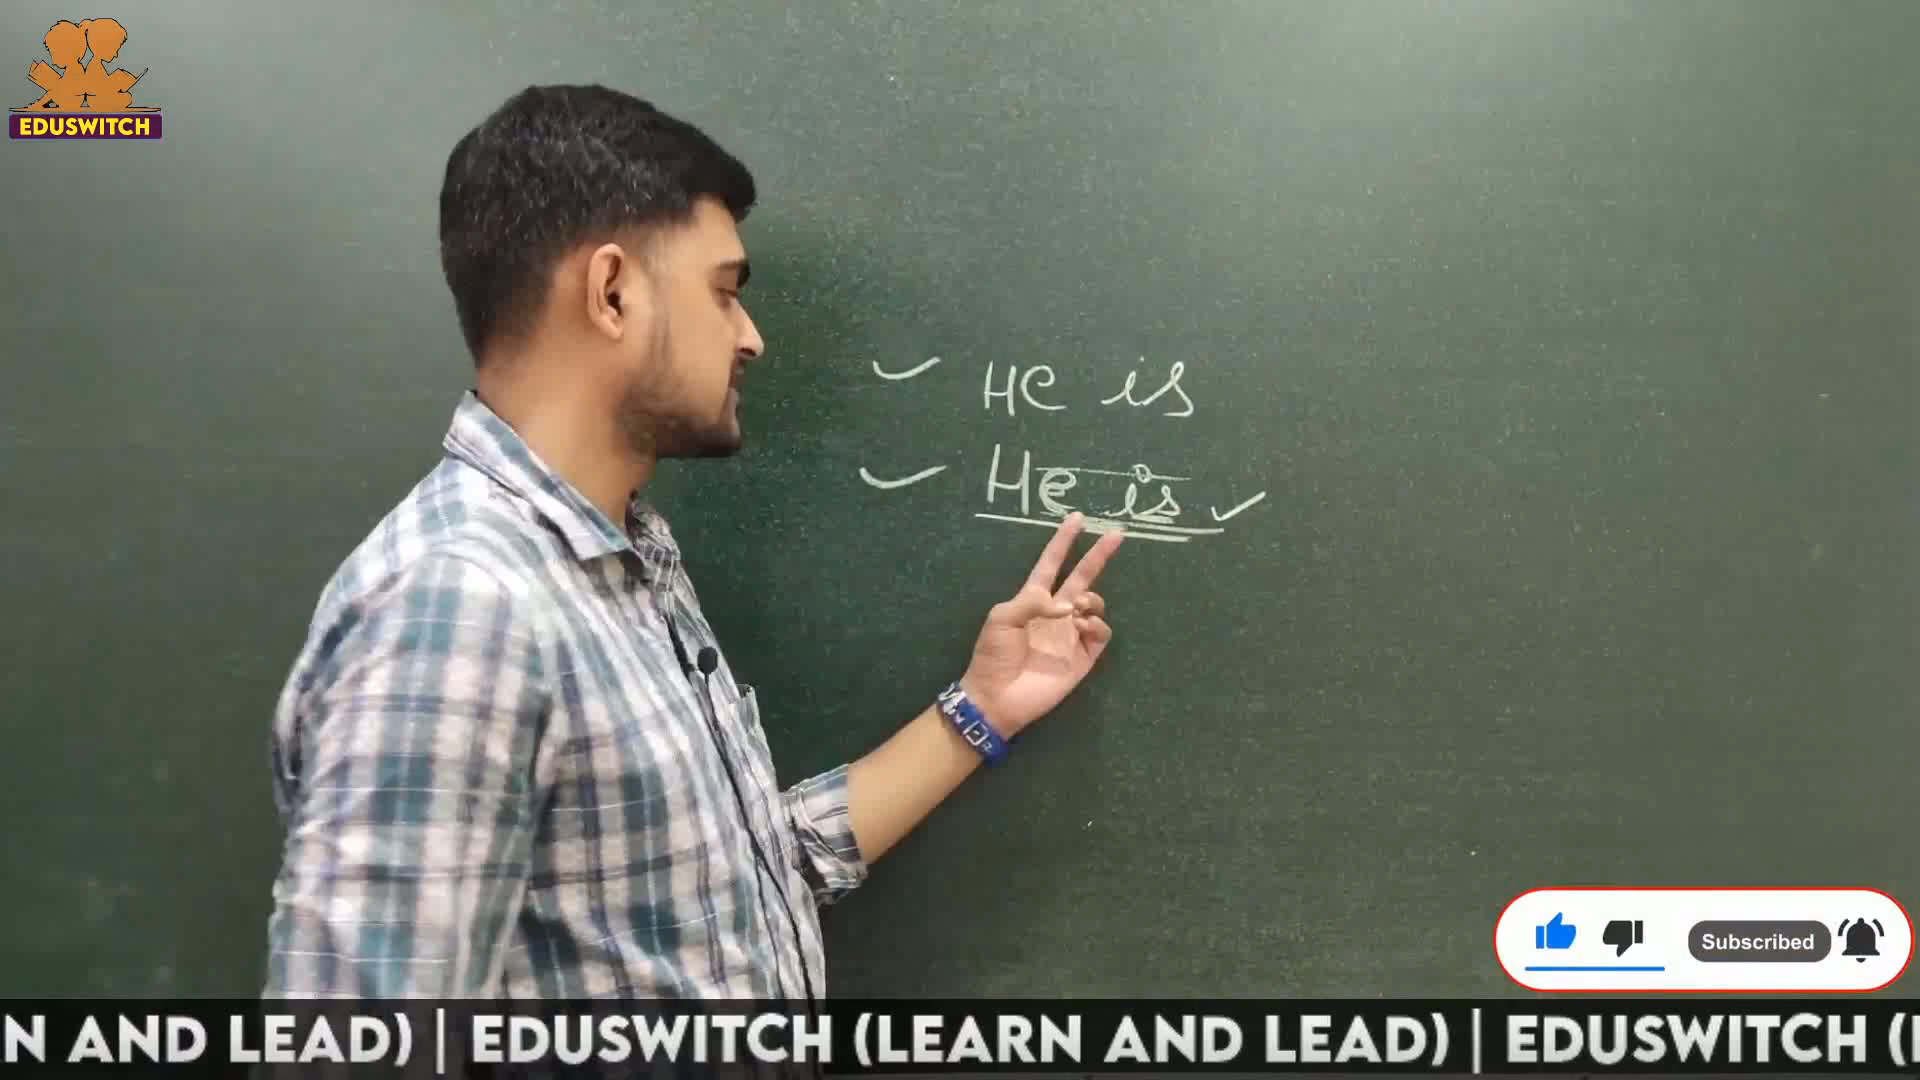 EDUSWITCH
He is
He is
Subscribed
N AND LEAD) | EDUSWITCH (LEARN AND LEAD) | EDUSWITCH (